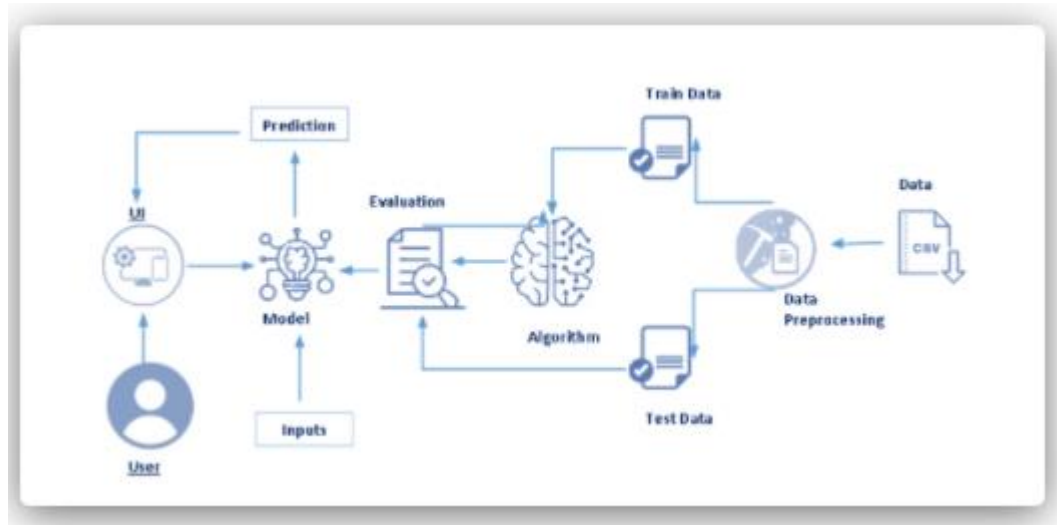 Train Data
Prediction
Data
Evaluation
UI
CSV
Model
Data
Preprocessing
Algorithm
Inputs
Test Data
User